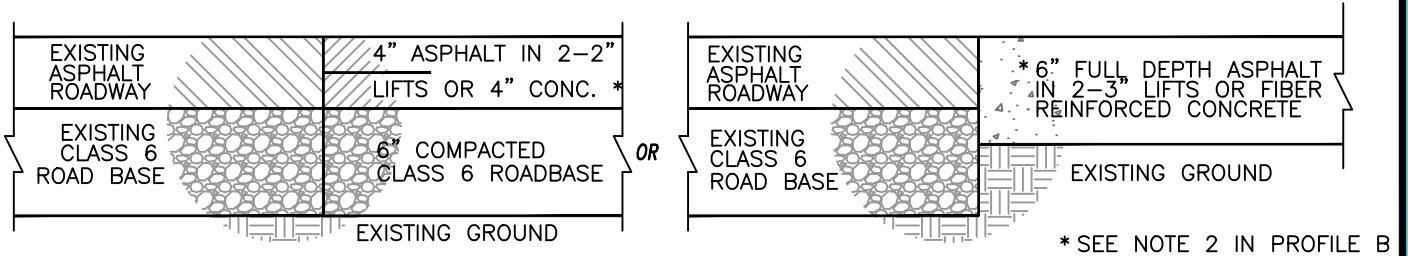 EXISTING
ASPHALT
ROADWAY
4" ASPHALT IN 2-2"
LIFTS OR 4" CONC. *
EXISTING
CLASS 6
ROAD BASE
6" COMPACTED
CLASS 6 ROADBASE
EXISTING GROUND
OR
EXISTING
ASPHALT
ROADWAY
* 6" FULL DEPTH ASPHALT
IN 2-3" LIFTS OR FIBER
REINFORCED CONCRETE
EXISTING
CLASS 6
ROAD BASE
EXISTING GROUND
* SEE NOTE 2 IN PROFILE B